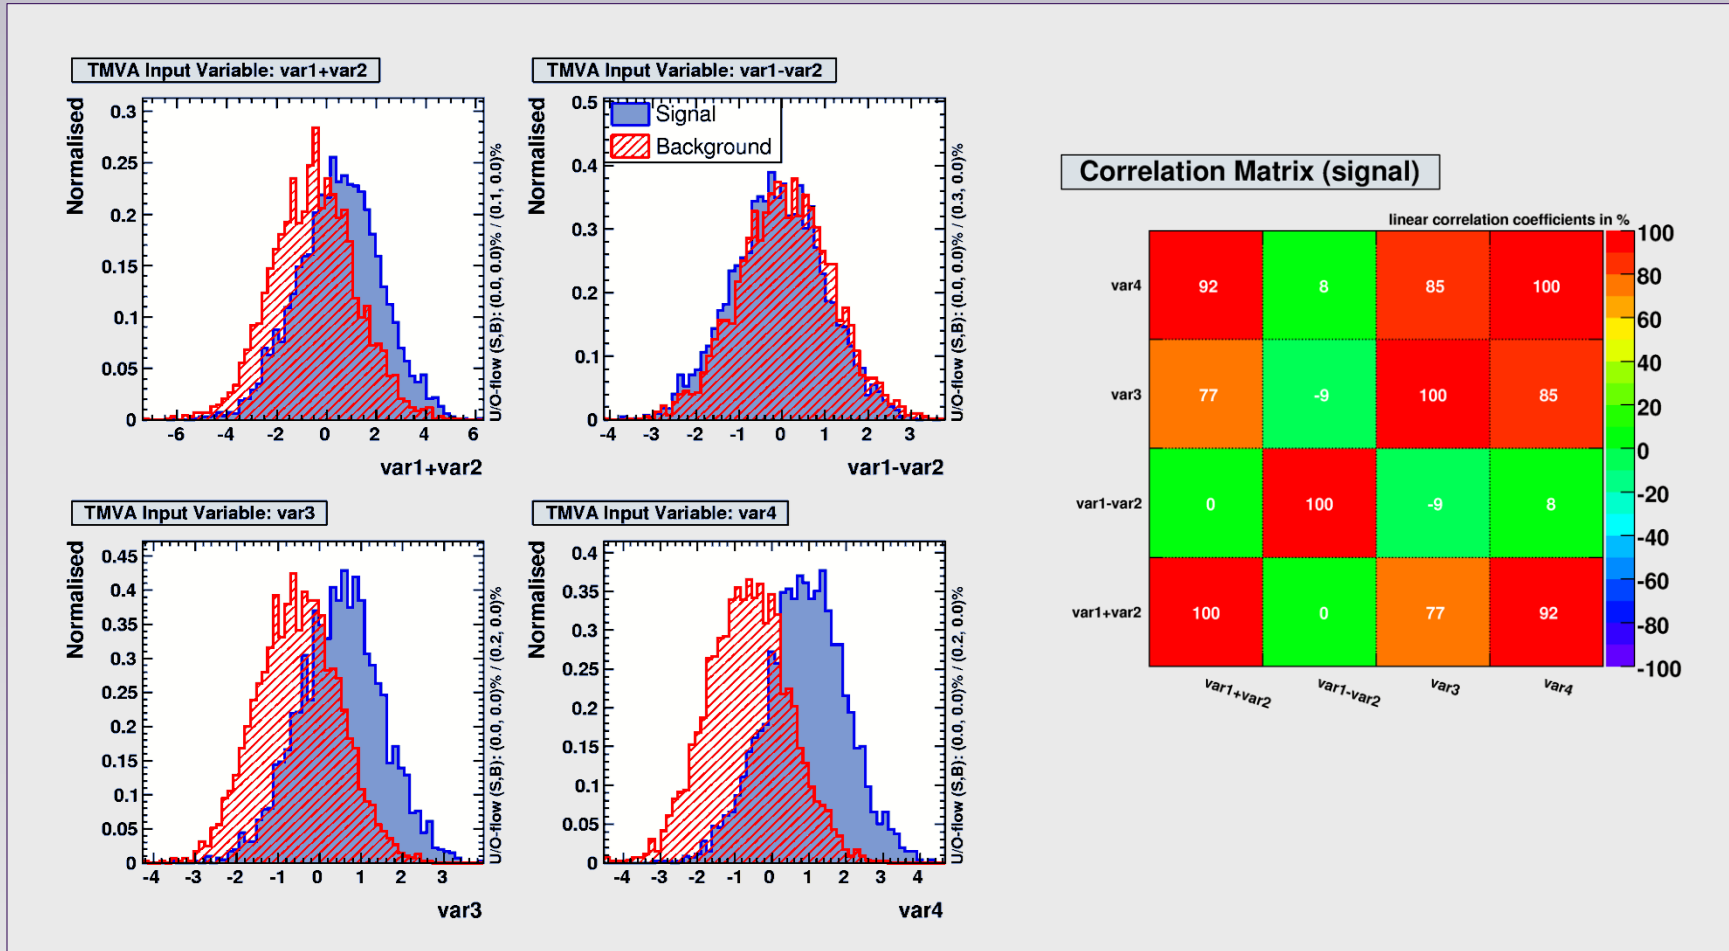 TMVA Input Variable: var1+var2
Normalised
0.3
0.25
0.2
0.15
0.1
0.05
0
-6 -4 -2 0 2 4 6
var1+var2
U/O-flow (S,B): (0.0, 0.0)% / (0.1, 0.0)%
TMVA Input Variable: var1-var2
Normalised
Signal
Background
0.5
0.4
0.3
0.2
0.1
0
-4 -3 -2 -1 0 1 2 3
var1-var2
U/O-flow (S,B): (0.0, 0.0)% / (0.3, 0.0)%
TMVA Input Variable: var3
Normalised
0.45
0.4
0.35
0.3
0.25
0.2
0.15
0.1
0.05
0
-4 -3 -2 -1 0 1 2 3
var3
U/O-flow (S,B): (0.0, 0.0)% / (0.2, 0.0)%
TMVA Input Variable: var4
Normalised
0.4
0.35
0.3
0.25
0.2
0.15
0.1
0.05
0
-4 -3 -2 -1 0 1 2 3 4
var4
U/O-flow (S,B): (0.0, 0.0)% / (0.2, 0.0)%
Correlation Matrix (signal)
linear correlation coefficients in %
var4 92 8 85 100
var3 77 -9 100 85
var1-var2 0 100 -9 8
var1+var2 100 0 77 92
var1+var2 var1-var2 var3 var4
100
80
60
40
20
0
-20
-40
-60
-80
-100